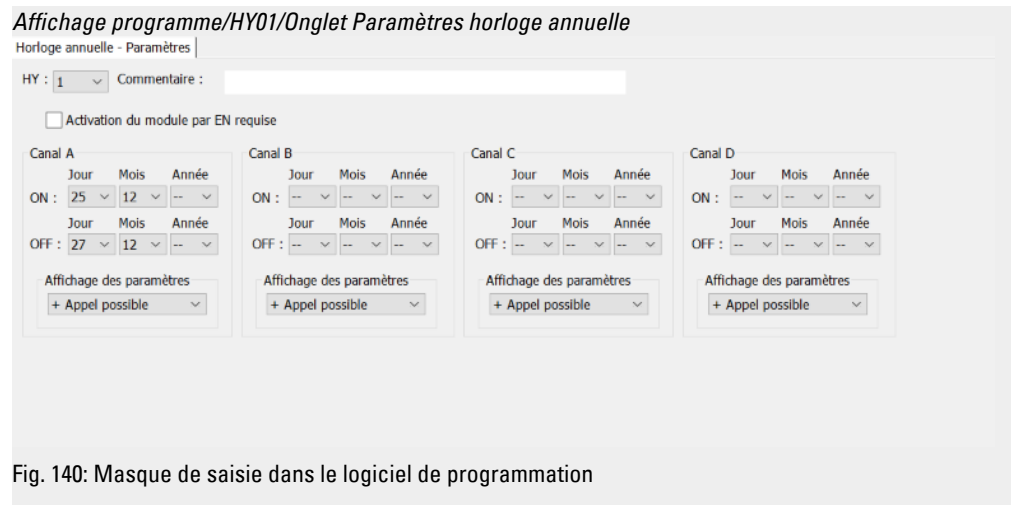 Affichage programme/HY01/Onglet Paramètres horloge annuelle
Horloge annuelle - Paramètres
HY : 1 Commentaire :
Activation du module par EN requise
Canal A Canal B Canal C Canal D
Jour Mois Année Jour Mois Année Jour Mois Année Jour Mois Année
ON : 25 12 -- ON : -- -- -- ON : -- -- -- ON : -- -- --
Jour Mois Année Jour Mois Année Jour Mois Année Jour Mois Année
OFF : 27 12 -- OFF : -- -- -- OFF : -- -- -- OFF : -- -- --
Affichage des paramètres Affichage des paramètres Affichage des paramètres Affichage des paramètres
+ Appel possible + Appel possible + Appel possible + Appel possible
Fig. 140: Masque de saisie dans le logiciel de programmation